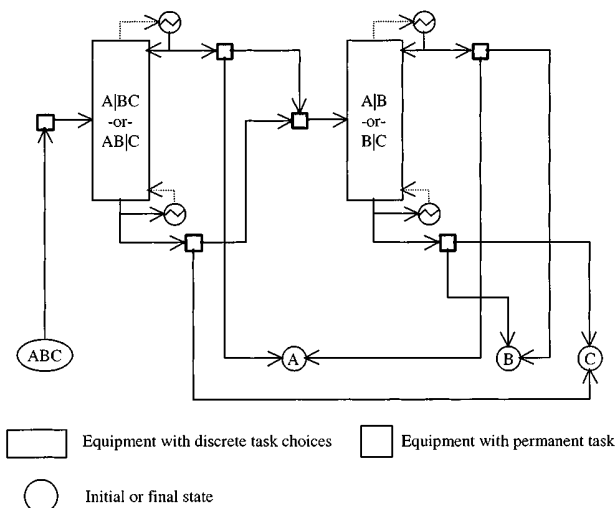 A|BC
-or-
AB|C
A|B
-or-
B|C
ABC
A
B
C
Equipment with discrete task choices
Equipment with permanent task
Initial or final state